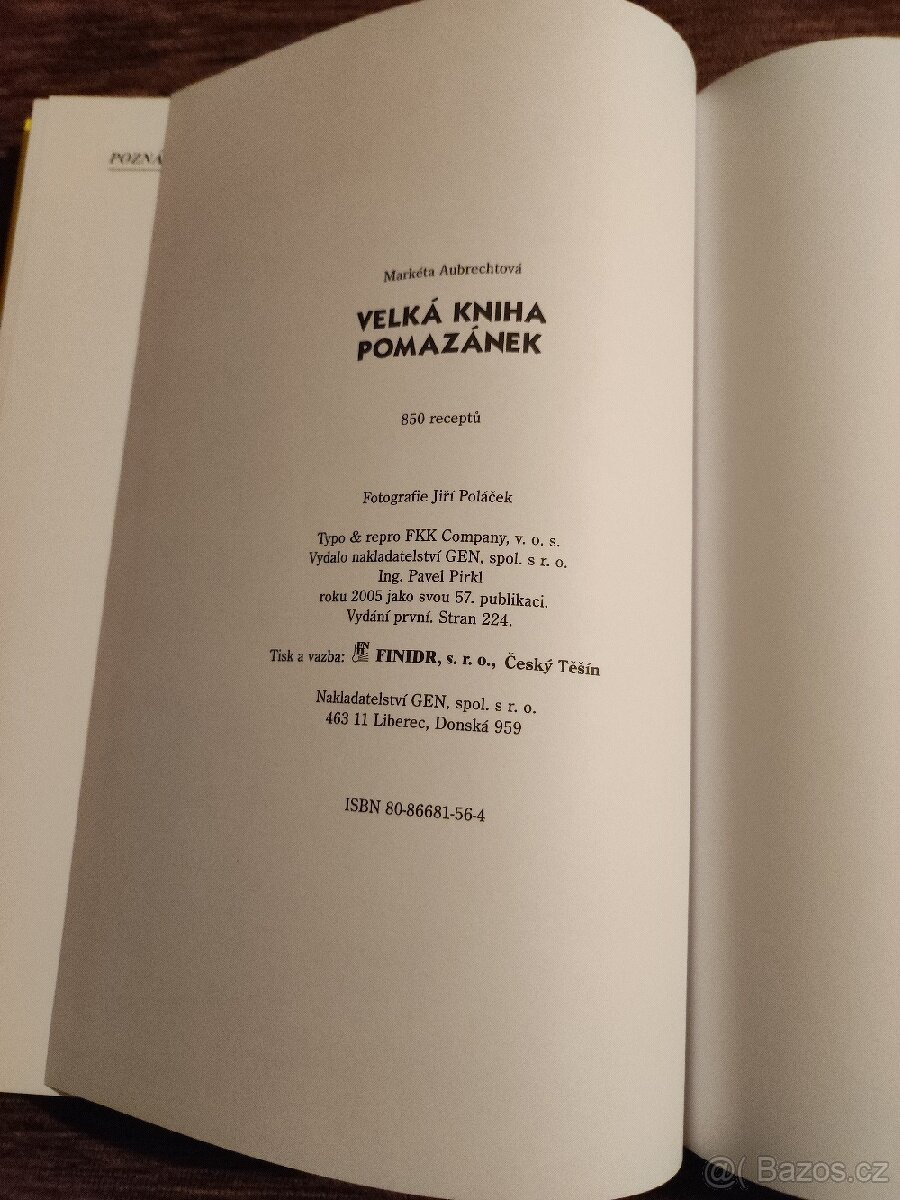 POZNÁ
Markéta Aubrechtová
VELKÁ KNIHA
POMAZÁNEK
850 receptů
Fotografie Jiří Poláček
Typo & repro FKK Company, v. o. s.
Vydalo nakladatelství GEN, spol. s r. o.
Ing. Pavel Pirkl
roku 2005 jako svou 57. publikaci.
Vydání první. Stran 224.
Tisk a vazba: FINIDR, s. r. o., Český Těšín
Nakladatelství GEN, spol. s r. o.
463 11 Liberec, Donská 959
ISBN 80-86681-56-4
@( Bazos.cz